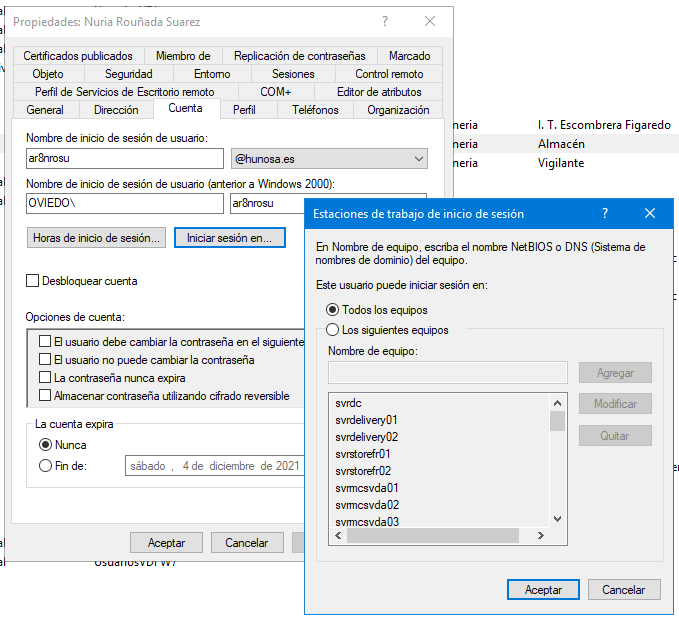 Propiedades: Nuria Rouñada Suarez
Certificados publicados Miembro de Replicación de contraseñas Marcado
Objeto Seguridad Entorno Sesiones Control remoto
Perfil de Servicios de Escritorio remoto COM+ Editor de atributos
General Dirección Cuenta Perfil Teléfonos Organización
Nombre de inicio de sesión de usuario:
ar8nrosu @hunosa.es
Nombre de inicio de sesión de usuario (anterior a Windows 2000):
OVIEDO\ ar8nrosu
Horas de inicio de sesión... Iniciar sesión en...
Desbloquear cuenta
Opciones de cuenta:
El usuario debe cambiar la contraseña en el siguiente
El usuario no puede cambiar la contraseña
La contraseña nunca expira
Almacenar contraseña utilizando cifrado reversible
La cuenta expira
Nunca
Fin de: sábado , 4 de diciembre de 2021
Aceptar Cancelar
neria I. T. Escombrera Figaredo
neria Almacén
neria Vigilante
Estaciones de trabajo de inicio de sesión
En Nombre de equipo, escriba el nombre NetBIOS o DNS (Sistema de
nombres de dominio) del equipo.
Este usuario puede iniciar sesión en:
Todos los equipos
Los siguientes equipos
Nombre de equipo:
Agregar
Modificar
Quitar
svrdc
svrdelivery01
svrdelivery02
svrstorefr01
svrstorefr02
svrmcsvda01
svrmcsvda02
svrmcsvda03
Aceptar Cancelar
UsuariosVDI W7